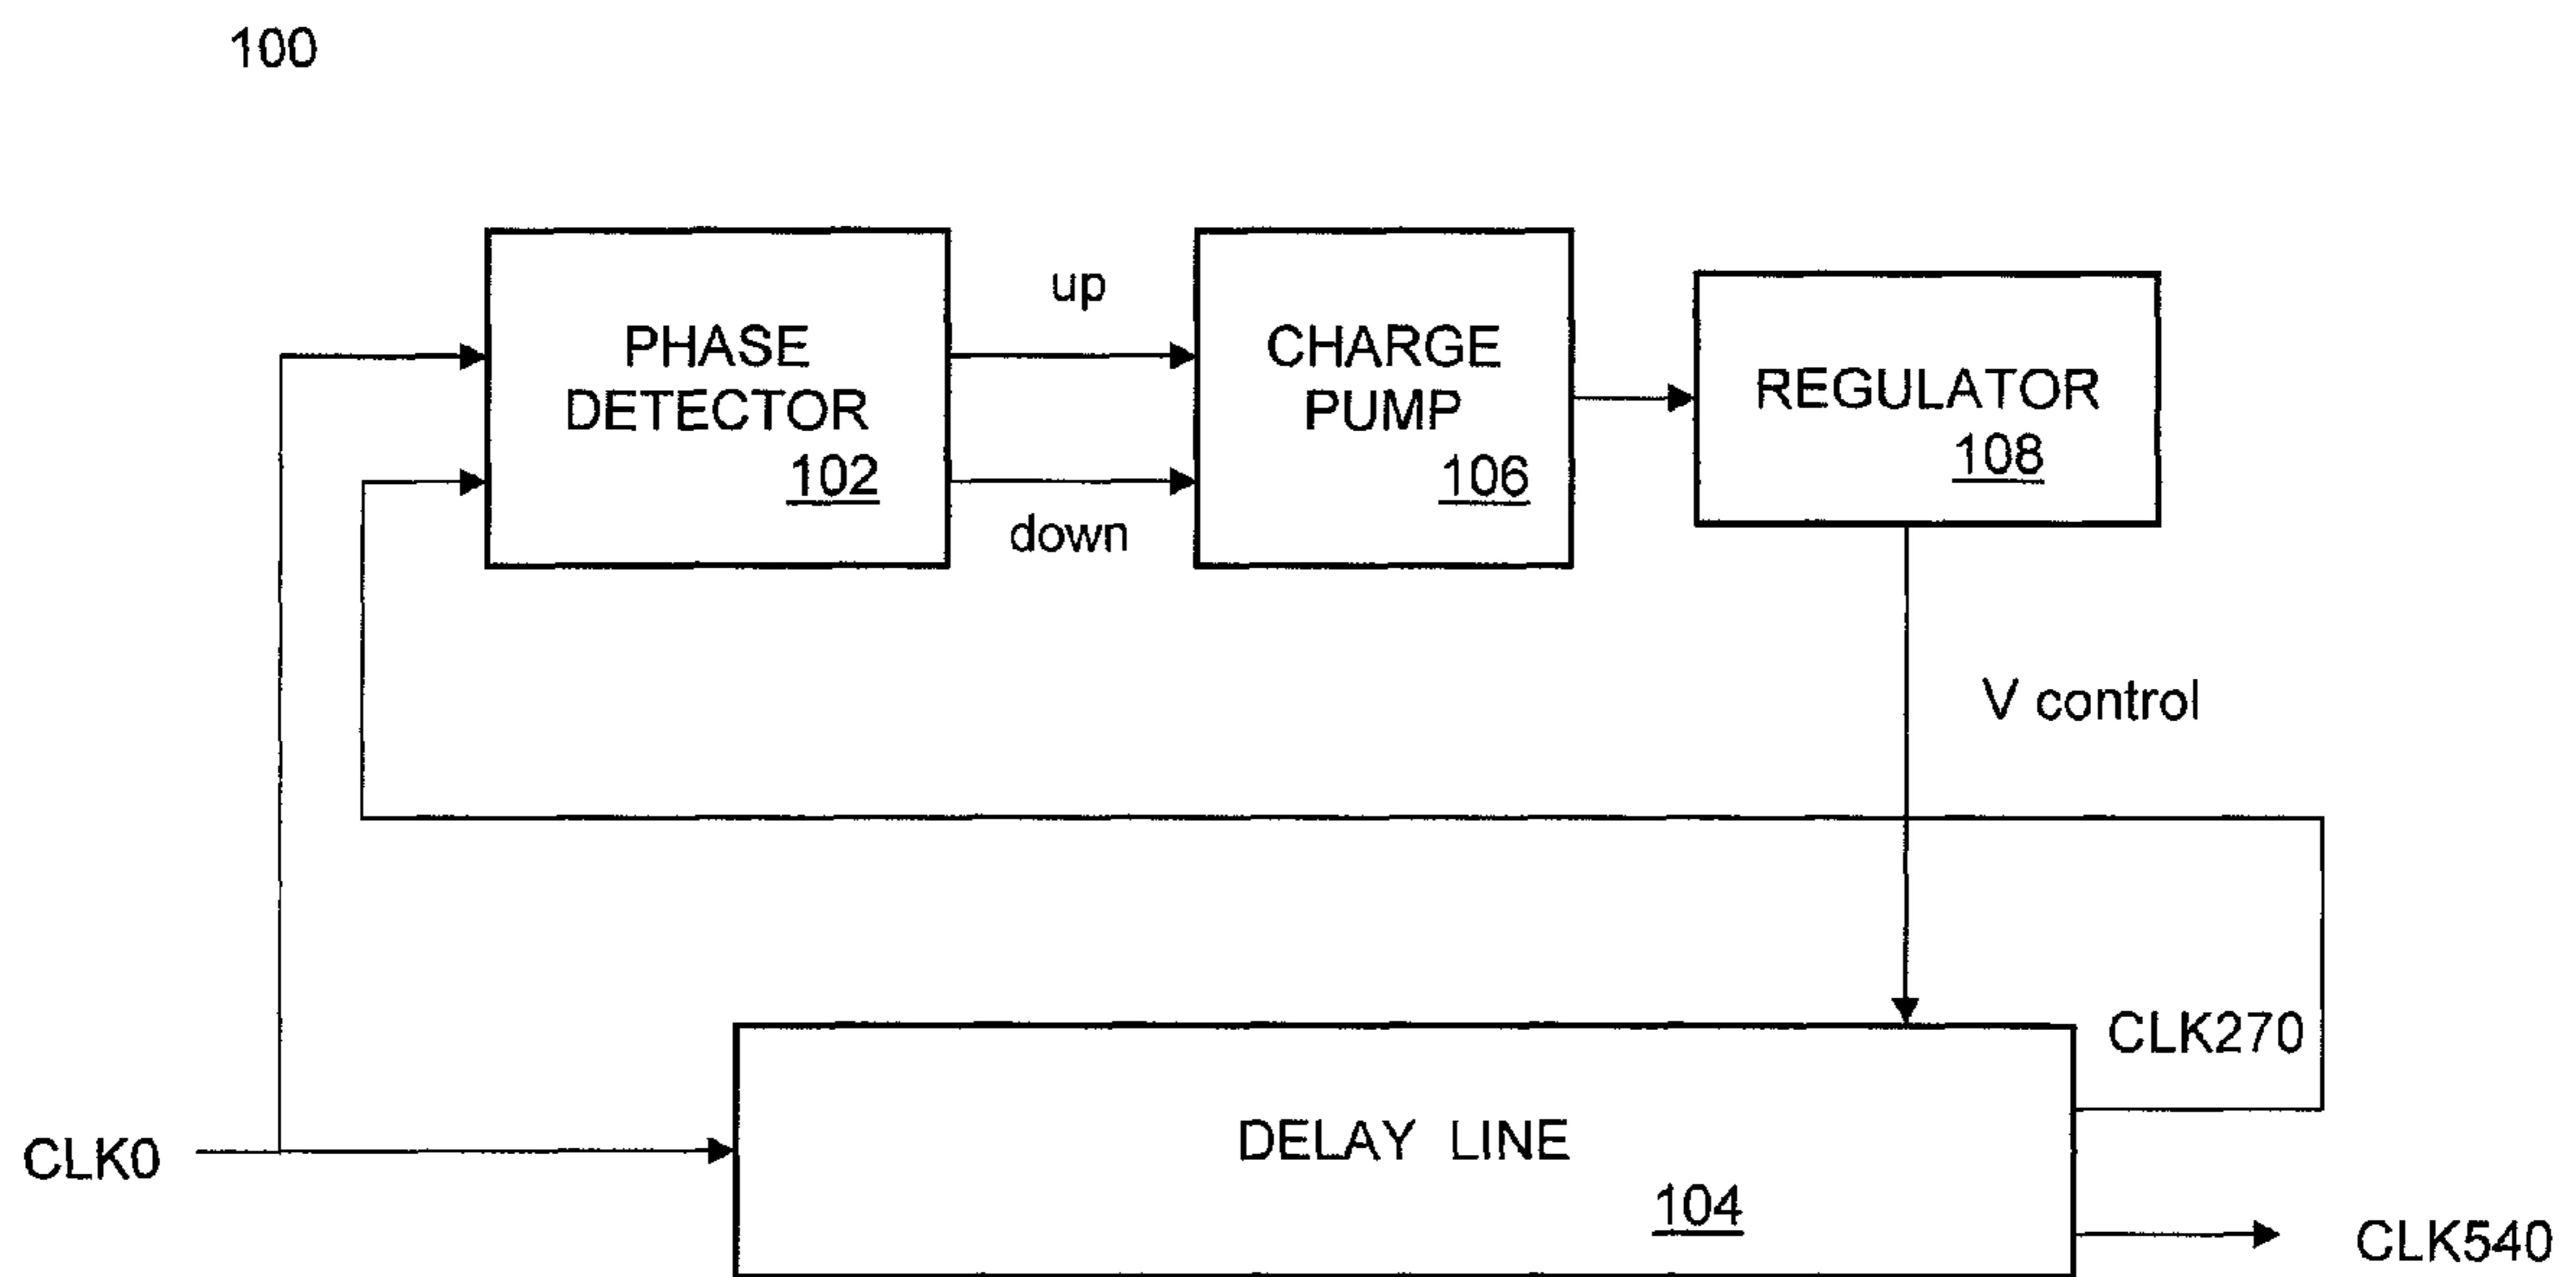 100
PHASE
DETECTOR
102
up
down
CHARGE
PUMP
106
REGULATOR
108
V control
CLK270
CLK0
DELAY LINE
104
CLK540